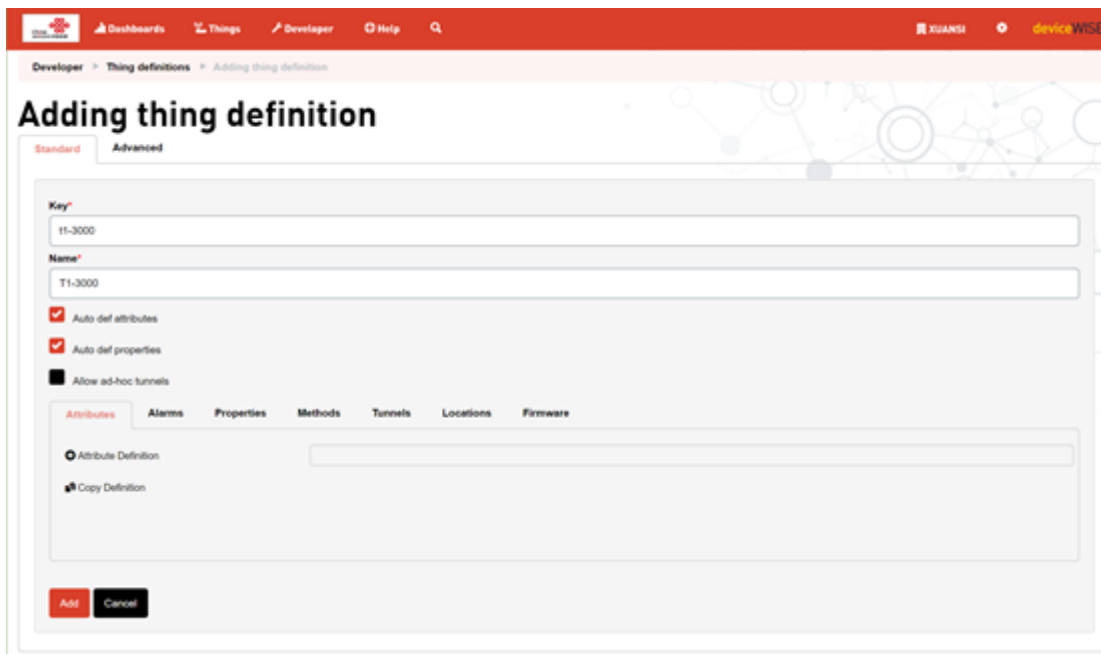 Dashboards Things Developer Help XUANSI deviceWISE
Developer Thing definitions Adding thing definition
Adding thing definition
Standard Advanced
Key*
t1-3000
Name*
T1-3000
Auto def attributes
Auto def properties
Allow ad-hoc tunnels
Attributes Alarms Properties Methods Tunnels Locations Firmware
Attribute Definition
Copy Definition
Add Cancel